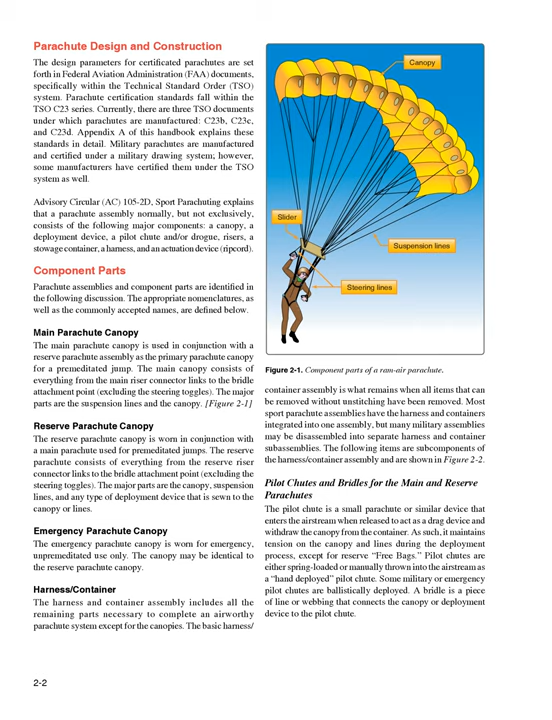 Parachute Design and Construction
The design parameters for certificated parachutes are set
forth in Federal Aviation Administration (FAA) documents,
specifically within the Technical Standard Order (TSO)
system. Parachute certification standards fall within the
TSO C23 series. Currently, there are three TSO documents
under which parachutes are manufactured: C23b, C23c,
and C23d. Appendix A of this handbook explains these
standards in detail. Military parachutes are manufactured
and certified under a military drawing system; however,
some manufacturers have certified them under the TSO
system as well.
Advisory Circular (AC) 105-2D, Sport Parachuting explains
that a parachute assembly normally, but not exclusively,
consists of the following major components: a canopy, a
deployment device, a pilot chute and/or drogue, risers, a
stowage container, a harness, and an actuation device (ripcord).
Component Parts
Parachute assemblies and component parts are identified in
the following discussion. The appropriate nomenclatures, as
well as the commonly accepted names, are defined below.
Main Parachute Canopy
The main parachute canopy is used in conjunction with a
reserve parachute assembly as the primary parachute canopy
for a premeditated jump. The main canopy consists of
everything from the main riser connector links to the bridle
attachment point (excluding the steering toggles). The major
parts are the suspension lines and the canopy. [Figure 2-1]
Reserve Parachute Canopy
The reserve parachute canopy is worn in conjunction with
a main parachute used for premeditated jumps. The reserve
parachute consists of everything from the reserve riser
connector links to the bridle attachment point (excluding the
steering toggles). The major parts are the canopy, suspension
lines, and any type of deployment device that is sewn to the
canopy or lines.
Emergency Parachute Canopy
The emergency parachute canopy is worn for emergency,
unpremeditated use only. The canopy may be identical to
the reserve parachute canopy.
Harness/Container
The harness and container assembly includes all the
remaining parts necessary to complete an airworthy
parachute system except for the canopies. The basic harness/
Canopy
Slider
Suspension lines
Steering lines
Figure 2-1. Component parts of a ram-air parachute.
container assembly is what remains when all items that can
be removed without unstitching have been removed. Most
sport parachute assemblies have the harness and containers
integrated into one assembly, but many military assemblies
may be disassembled into separate harness and container
subassemblies. The following items are subcomponents of
the harness/container assembly and are shown in Figure 2-2.
Pilot Chutes and Bridles for the Main and Reserve
Parachutes
The pilot chute is a small parachute or similar device that
enters the airstream when released to act as a drag device and
withdraw the canopy from the container. As such, it maintains
tension on the canopy and lines during the deployment
process, except for reserve “Free Bags.” Pilot chutes are
either spring-loaded or manually thrown into the airstream as
a “hand deployed” pilot chute. Some military or emergency
pilot chutes are ballistically deployed. A bridle is a piece
of line or webbing that connects the canopy or deployment
device to the pilot chute.
2-2